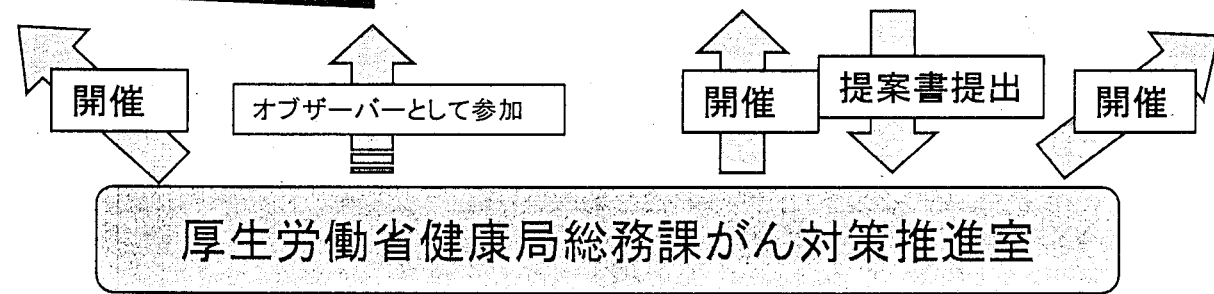 開催
オブザーバーとして参加
開催
提案書提出
開催
厚生労働省健康局総務課がん対策推進室